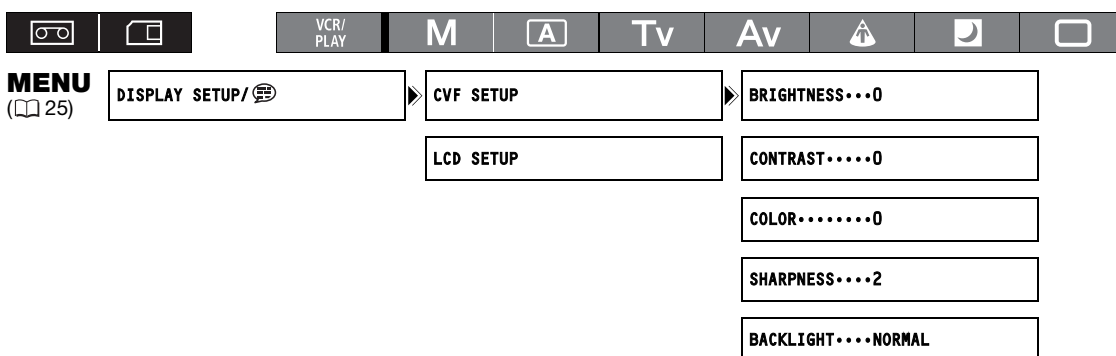 VCR/
PLAY
M
A
Tv
Av
MENU
( 25)
DISPLAY SETUP/
CVF SETUP
BRIGHTNESS•••0
LCD SETUP
CONTRAST•••••0
COLOR••••••••0
SHARPNESS••••2
BACKLIGHT••••NORMAL